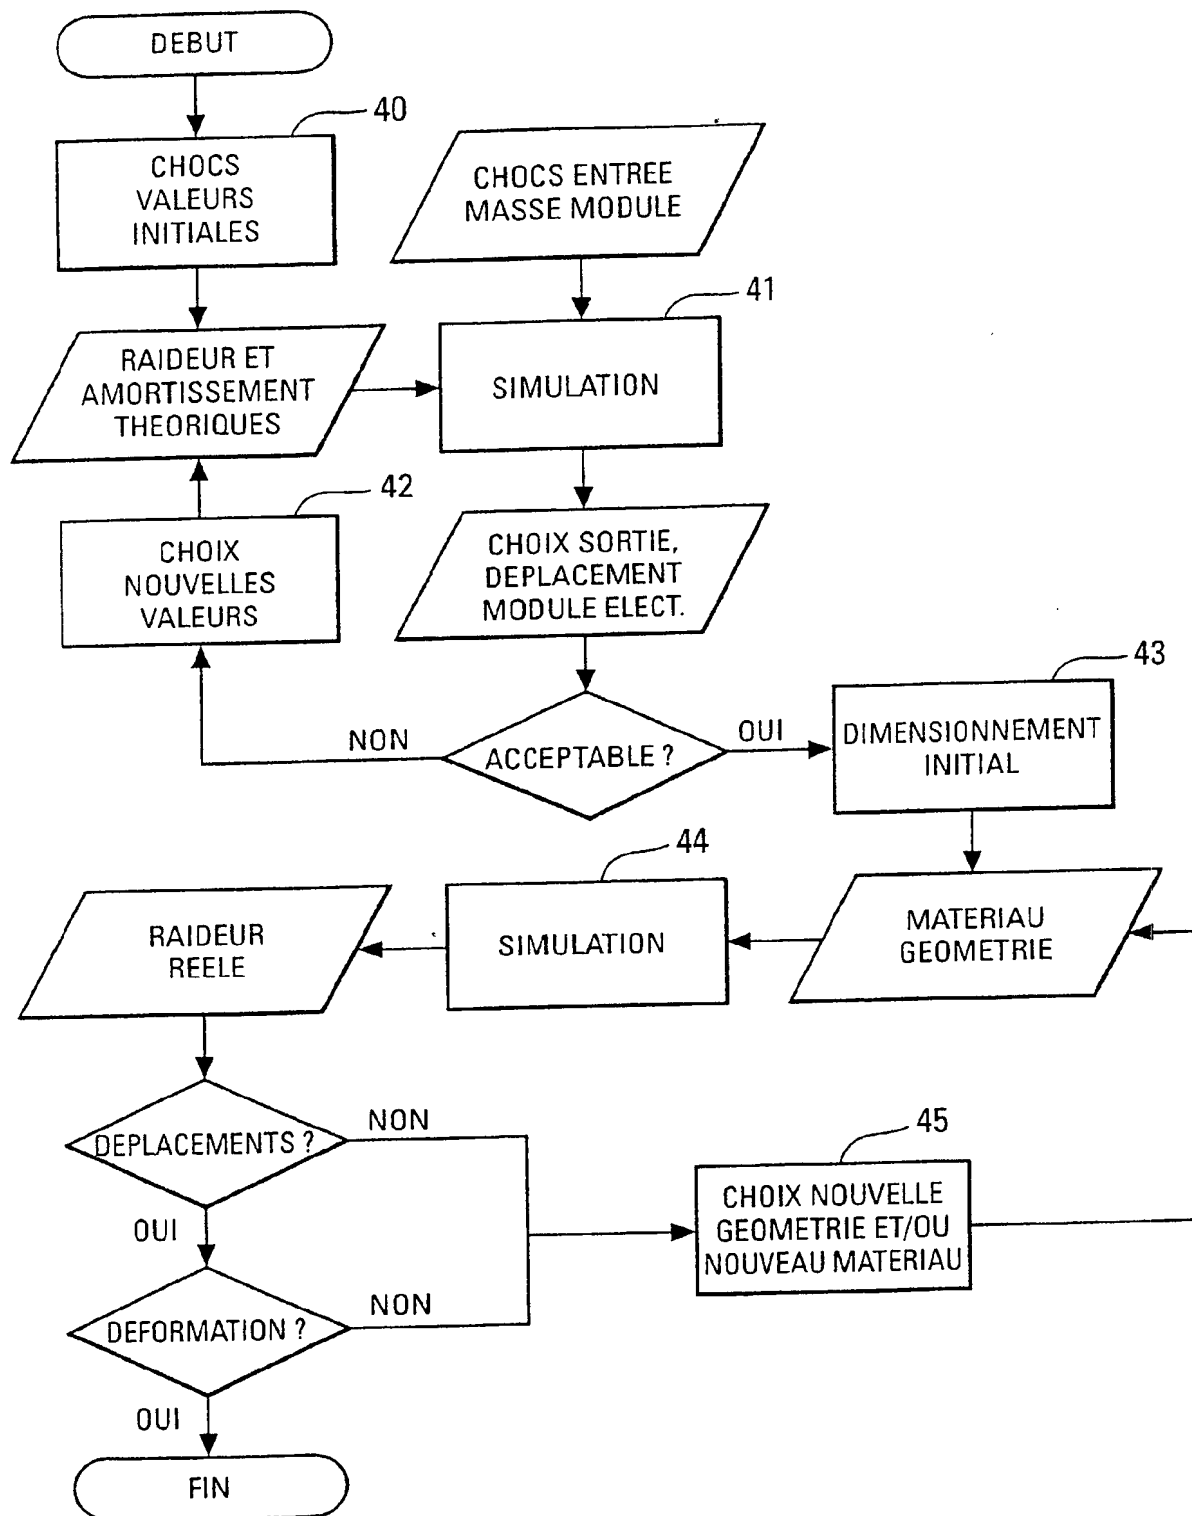 DEBUT
40
CHOCS
VALEURS
INITIALES
CHOCS ENTREE
MASSE MODULE
41
RAIDEUR ET
AMORTISSEMENT
THEORIQUES
SIMULATION
42
CHOIX
NOUVELLES
VALEURS
CHOIX SORTIE,
DEPLACEMENT
MODULE ELECT.
43
NON
ACCEPTABLE ?
OUI
DIMENSIONNEMENT
INITIAL
44
RAIDEUR
REELE
SIMULATION
MATERIAU
GEOMETRIE
DEPLACEMENTS ?
NON
45
CHOIX NOUVELLE
GEOMETRIE ET/OU
NOUVEAU MATERIAU
OUI
DEFORMATION ?
NON
OUI
FIN